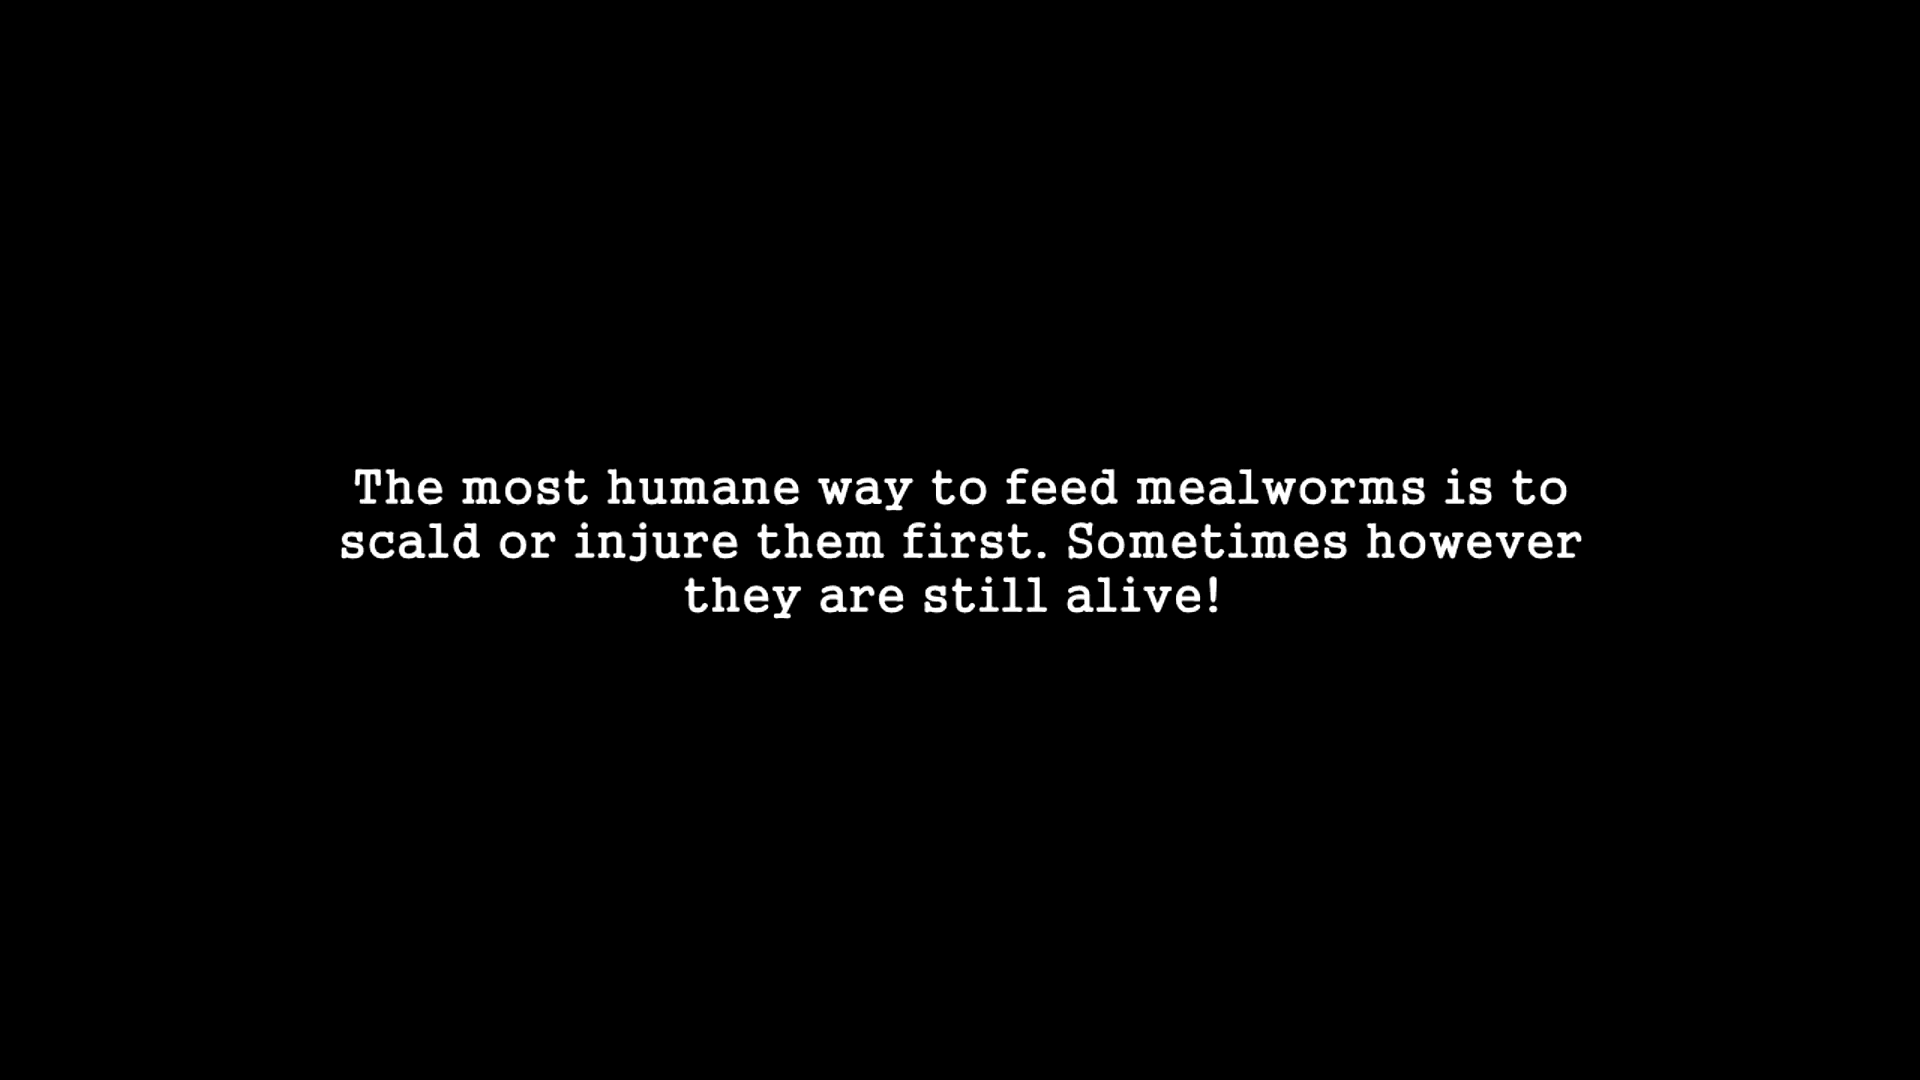 The most humane way to feed mealworms is to
scald or injure them first. Sometimes however
they are still alive!